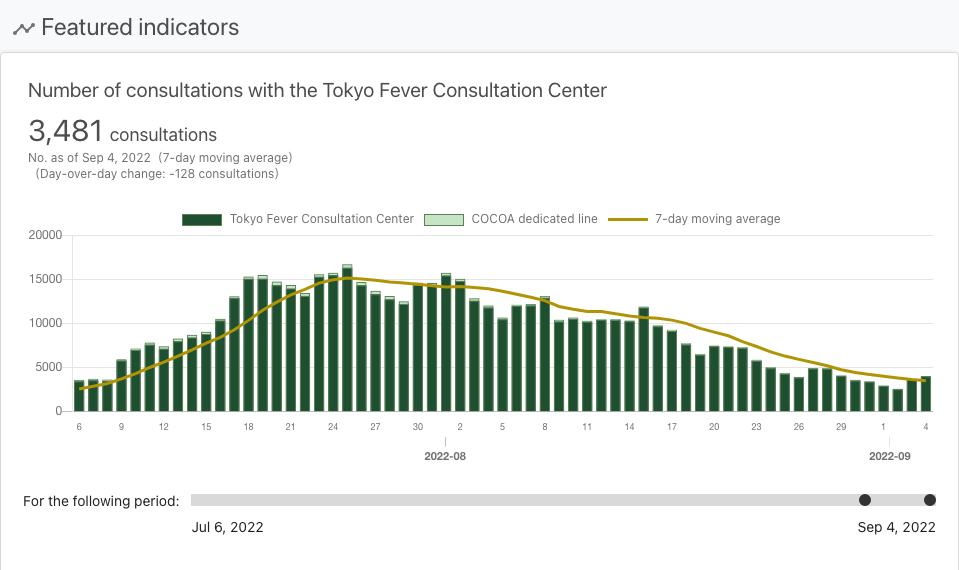 Featured indicators
Number of consultations with the Tokyo Fever Consultation Center
3,481 consultations
No. as of Sep 4, 2022 (7-day moving average)
(Day-over-day change: -128 consultations)
Tokyo Fever Consultation Center COCOA dedicated line 7-day moving average
20000
15000
10000
5000
0
6 9 12 15 18 21 24 27 30 2 5 8 11 14 17 20 23 26 29 1 4
2022-08 2022-09
For the following period:
Jul 6, 2022 Sep 4, 2022